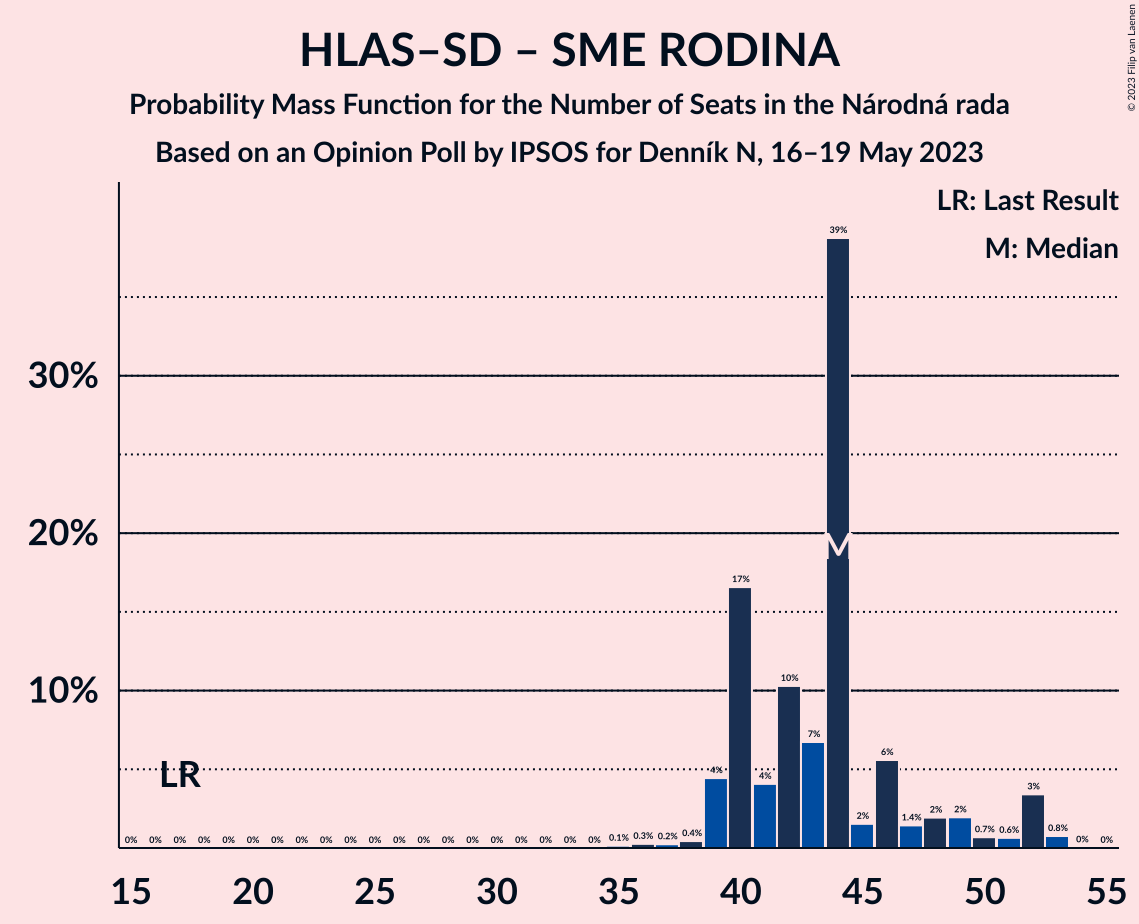 HLAS–SD – SME RODINA
Probability Mass Function for the Number of Seats in the Národná rada
Based on an Opinion Poll by IPSOS for Denník N, 16–19 May 2023
© 2023 Filip van Laenen
LR: Last Result
M: Median
30%
20%
10%
LR
M
0% 0% 0% 0% 0% 0% 0% 0% 0% 0% 0% 0% 0% 0% 0% 0% 0% 0% 0% 0% 0.1% 0.3% 0.2% 0.4% 4% 17% 4% 10% 7% 39% 2% 6% 1.4% 2% 2% 0.7% 0.6% 3% 0.8% 0% 0%
15 20 25 30 35 40 45 50 55